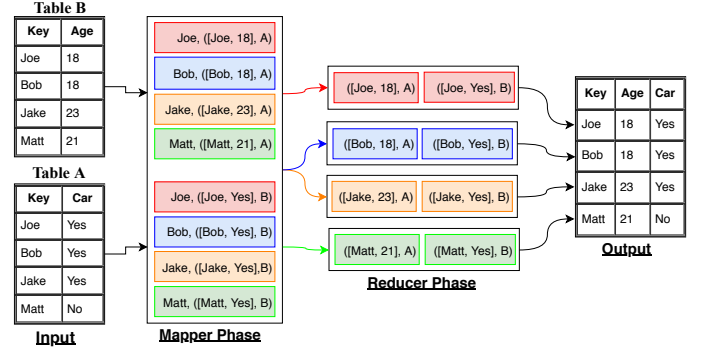 Table B
Key Age
Joe 18
Bob 18
Jake 23
Matt 21
Table A
Key Car
Joe Yes
Bob Yes
Jake Yes
Matt No
Input
Joe, ([Joe, 18], A)
Bob, ([Bob, 18], A)
Jake, ([Jake, 23], A)
Matt, ([Matt, 21], A)
Joe, ([Joe, Yes], B)
Bob, ([Bob, Yes], B)
Jake, ([Jake, Yes],B)
Matt, ([Matt, Yes], B)
Mapper Phase
([Joe, 18], A) ([Joe, Yes], B)
([Bob, 18], A) ([Bob, Yes], B)
([Jake, 23], A) ([Jake, Yes], B)
([Matt, 21], A) ([Matt, Yes], B)
Reducer Phase
Key Age Car
Joe 18 Yes
Bob 18 Yes
Jake 23 Yes
Matt 21 No
Output